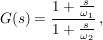 G(s) = \frac{1 + \frac{s}{\omega_1}}{1 + \frac{s}{\omega_2}} ,